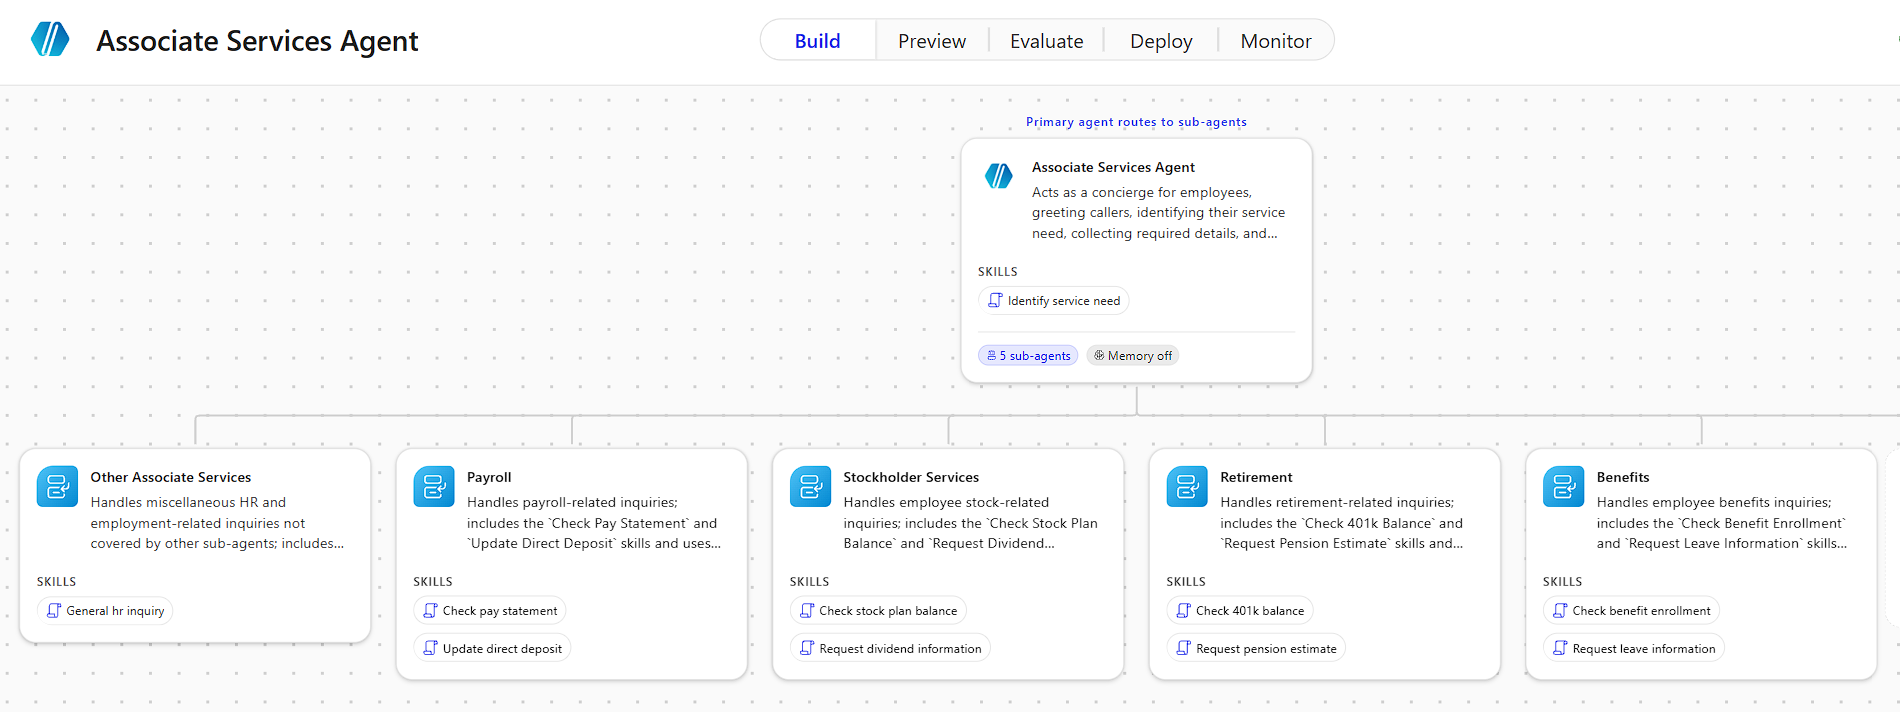 Associate Services Agent
Build
Preview
Evaluate
Deploy
Monitor
Primary agent routes to sub-agents
Associate Services Agent
Acts as a concierge for employees,
greeting callers, identifying their service
need, collecting required details, and...
SKILLS
Identify service need
5 sub-agents
Memory off
Other Associate Services
Handles miscellaneous HR and
employment-related inquiries not
covered by other sub-agents; includes...
SKILLS
General hr inquiry
Payroll
Handles payroll-related inquiries;
includes the `Check Pay Statement` and
`Update Direct Deposit` skills and uses...
SKILLS
Check pay statement
Update direct deposit
Stockholder Services
Handles employee stock-related
inquiries; includes the `Check Stock Plan
Balance` and `Request Dividend...
SKILLS
Check stock plan balance
Request dividend information
Retirement
Handles retirement-related inquiries;
includes the `Check 401k Balance` and
`Request Pension Estimate` skills and...
SKILLS
Check 401k balance
Request pension estimate
Benefits
Handles employee benefits inquiries;
includes the `Check Benefit Enrollment`
and `Request Leave Information` skills...
SKILLS
Check benefit enrollment
Request leave information